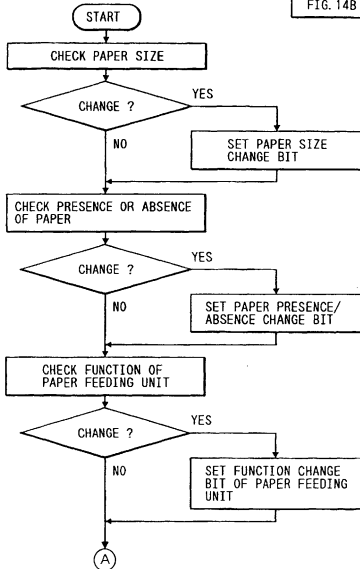 FIG. 14B
START
CHECK PAPER SIZE
CHANGE ?
YES
NO
SET PAPER SIZE
CHANGE BIT
CHECK PRESENCE OR ABSENCE
OF PAPER
CHANGE ?
YES
NO
SET PAPER PRESENCE/
ABSENCE CHANGE BIT
CHECK FUNCTION OF
PAPER FEEDING UNIT
CHANGE ?
YES
NO
SET FUNCTION CHANGE
BIT OF PAPER FEEDING
UNIT
A